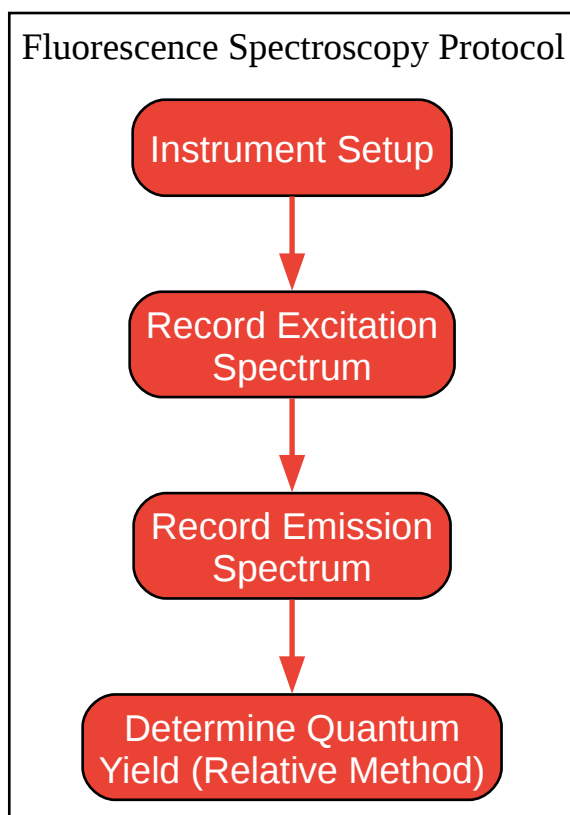 Fluorescence Spectroscopy Protocol
Instrument Setup
Record Excitation
Spectrum
Record Emission
Spectrum
Determine Quantum
Yield (Relative Method)